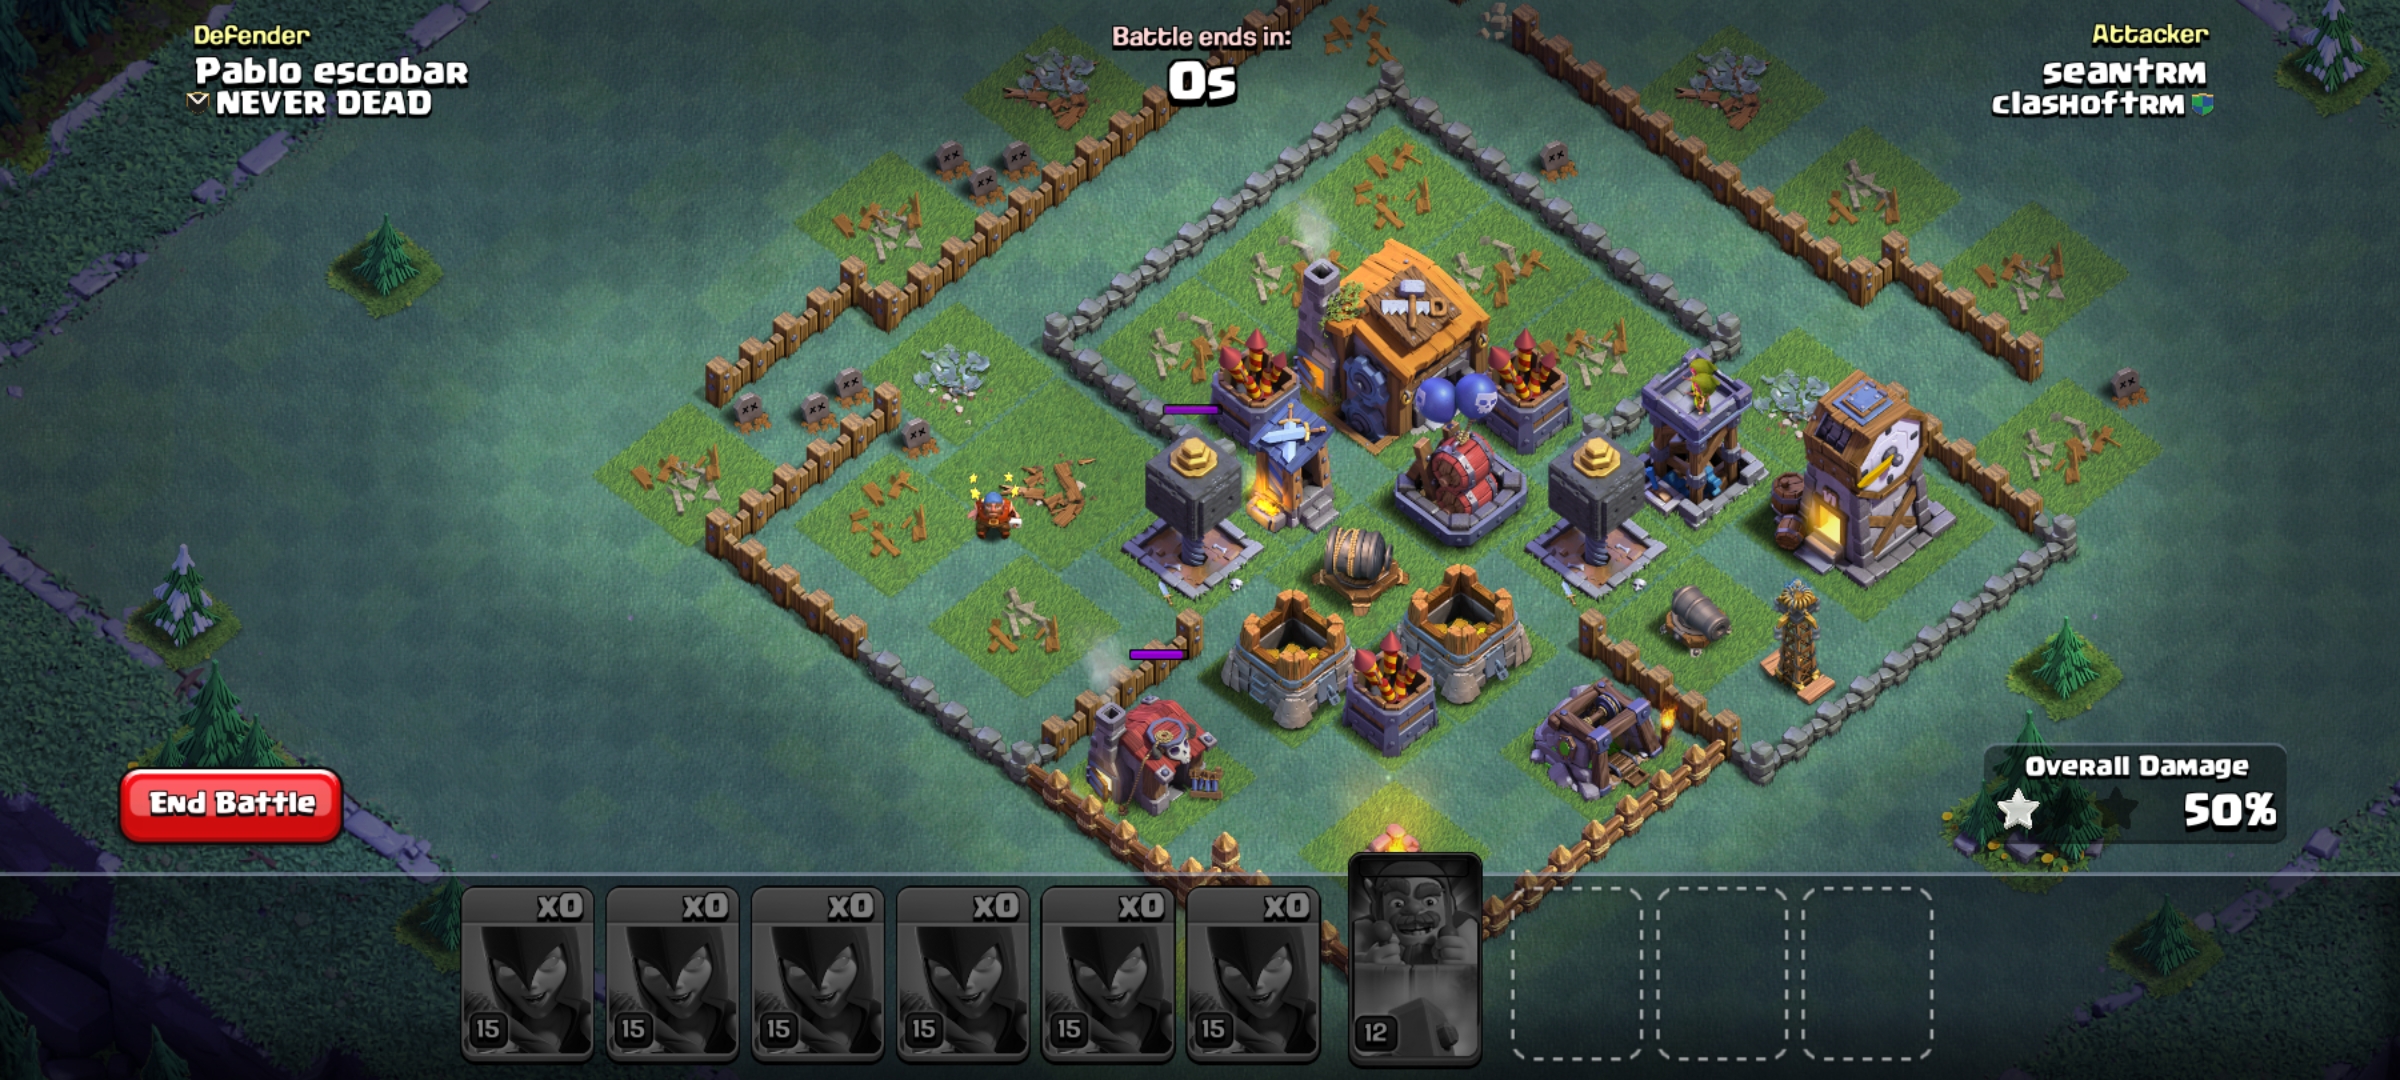 Defender
Pablo escobar
NEVER DEAD
Battle ends in:
0s
Attacker
seantRM
clasHoftRM
End Battle
Overall Damage
50%
x0
x0
x0
x0
x0
x0
15
15
15
15
15
15
12